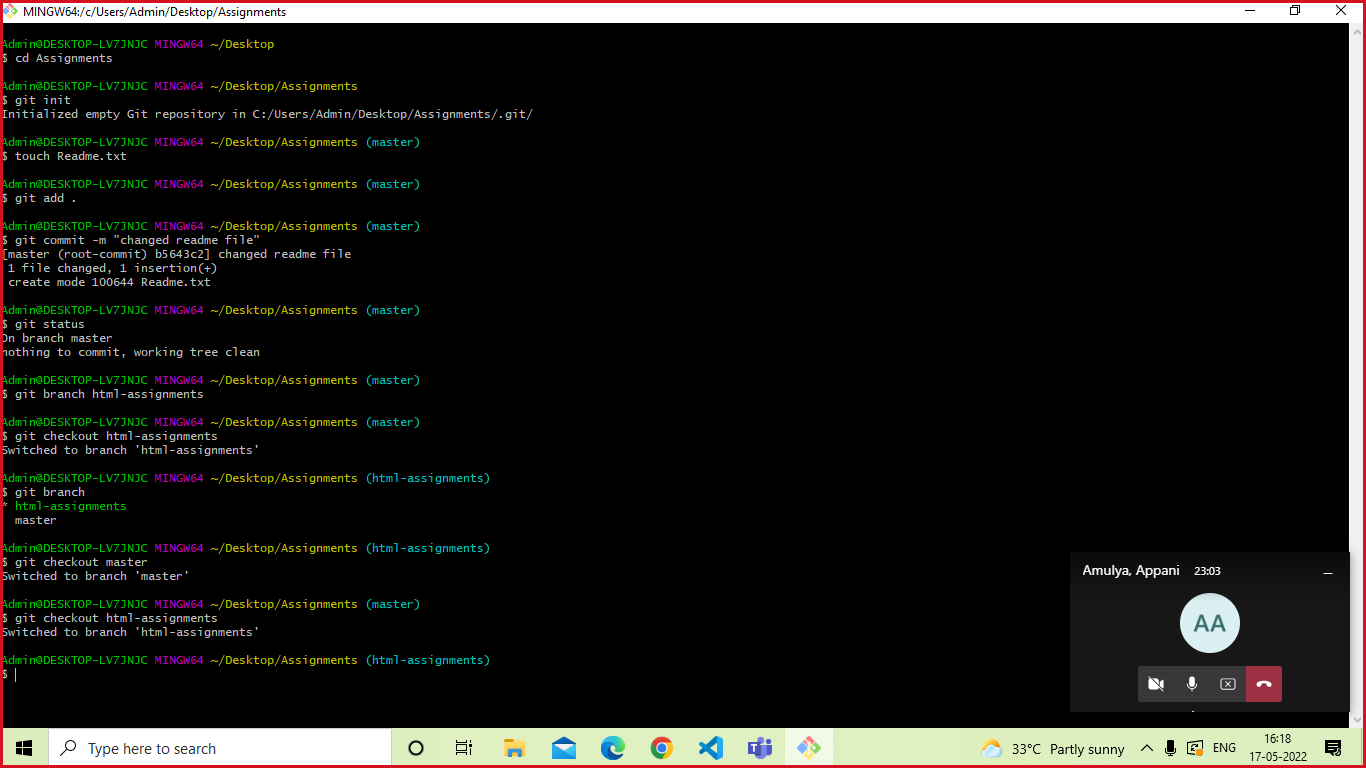 MINGW64:/c/Users/Admin/Desktop/Assignments
Admin@DESKTOP-LV7JNJC MINGW64 ~/Desktop
$ cd Assignments
Admin@DESKTOP-LV7JNJC MINGW64 ~/Desktop/Assignments
$ git init
Initialized empty Git repository in C:/Users/Admin/Desktop/Assignments/.git/
Admin@DESKTOP-LV7JNJC MINGW64 ~/Desktop/Assignments (master)
$ touch Readme.txt
Admin@DESKTOP-LV7JNJC MINGW64 ~/Desktop/Assignments (master)
$ git add .
Admin@DESKTOP-LV7JNJC MINGW64 ~/Desktop/Assignments (master)
$ git commit -m "changed readme file"
[master (root-commit) b5643c2] changed readme file
1 file changed, 1 insertion(+)
create mode 100644 Readme.txt
Admin@DESKTOP-LV7JNJC MINGW64 ~/Desktop/Assignments (master)
$ git status
On branch master
nothing to commit, working tree clean
Admin@DESKTOP-LV7JNJC MINGW64 ~/Desktop/Assignments (master)
$ git branch html-assignments
Admin@DESKTOP-LV7JNJC MINGW64 ~/Desktop/Assignments (master)
$ git checkout html-assignments
Switched to branch 'html-assignments'
Admin@DESKTOP-LV7JNJC MINGW64 ~/Desktop/Assignments (html-assignments)
$ git branch
* html-assignments
master
Admin@DESKTOP-LV7JNJC MINGW64 ~/Desktop/Assignments (html-assignments)
$ git checkout master
Switched to branch 'master'
Admin@DESKTOP-LV7JNJC MINGW64 ~/Desktop/Assignments (master)
$ git checkout html-assignments
Switched to branch 'html-assignments'
Admin@DESKTOP-LV7JNJC MINGW64 ~/Desktop/Assignments (html-assignments)
$
Amulya, Appani 23:03
AA
Type here to search
33°C Partly sunny
ENG
16:18
17-05-2022